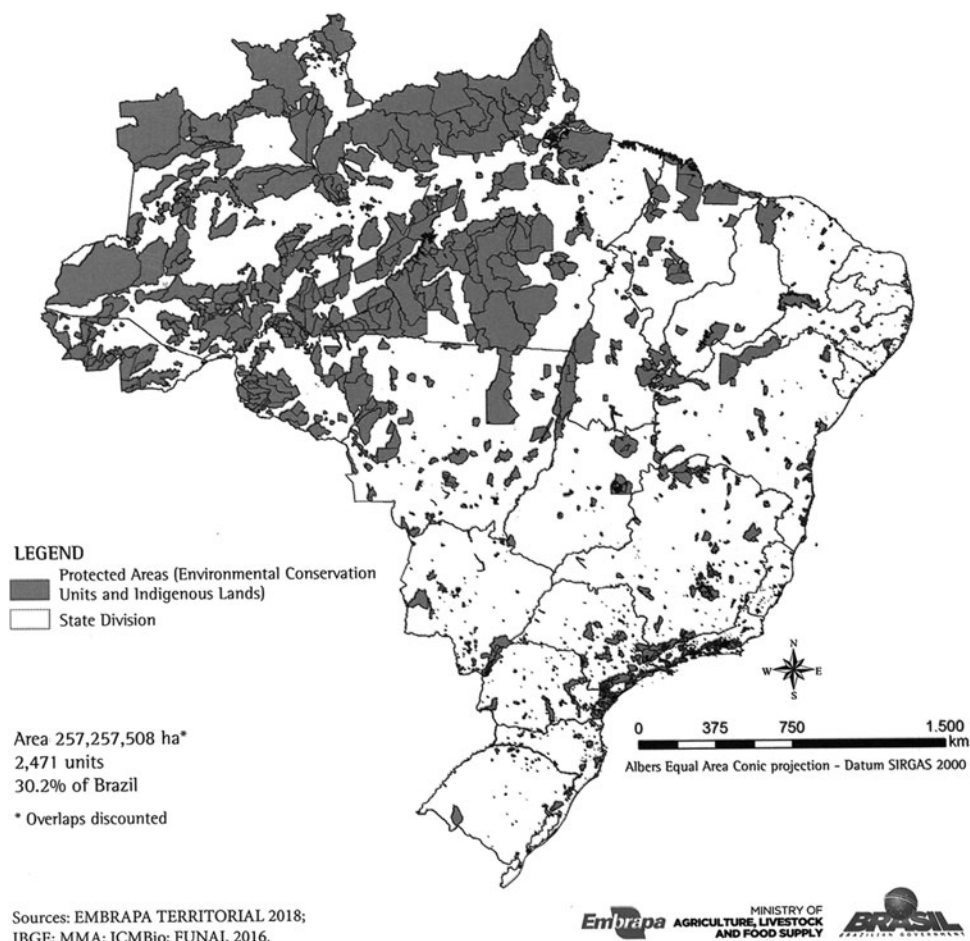 LEGEND
Protected Areas (Environmental Conservation
Units and Indigenous Lands)
State Division
Area 257,257,508 ha*
2,471 units
30.2% of Brazil
* Overlaps discounted
N
W E
S
0 375 750 1.500
km
Albers Equal Area Conic projection - Datum SIRGAS 2000
Sources: EMBRAPA TERRITORIAL 2018;
IBGE; MMA; ICMBio; FUNAI, 2016.
Embrapa
MINISTRY OF
AGRICULTURE, LIVESTOCK
AND FOOD SUPPLY
BRASIL
BRAZILIAN GOVERNMENT